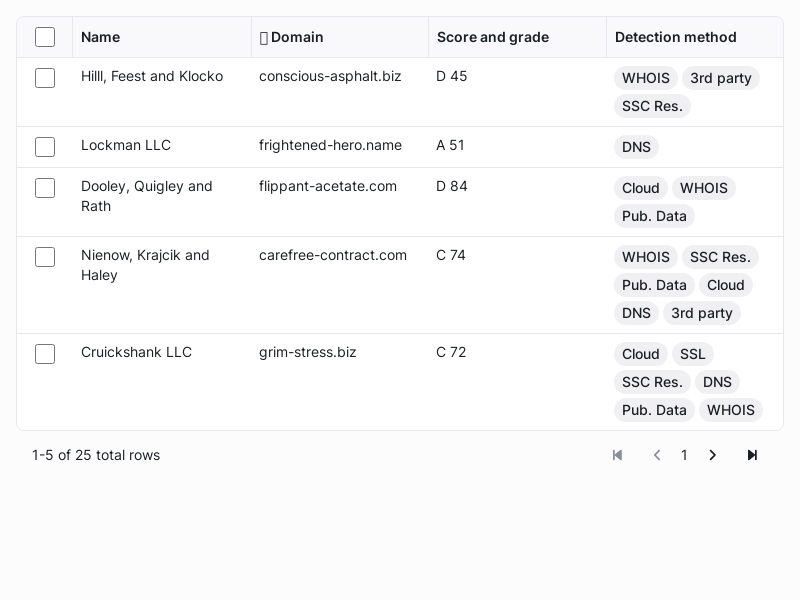 Name Domain Score and grade Detection method
Hilll, Feest and Klocko conscious-asphalt.biz D 45 WHOIS 3rd party
SSC Res.
Lockman LLC frightened-hero.name A 51 DNS
Dooley, Quigley and flippant-acetate.com D 84 Cloud WHOIS
Rath Pub. Data
Nienow, Krajcik and carefree-contract.com C 74 WHOIS SSC Res.
Haley Pub. Data Cloud
DNS 3rd party
Cruickshank LLC grim-stress.biz C 72 Cloud SSL
SSC Res. DNS
Pub. Data WHOIS
1-5 of 25 total rows 1